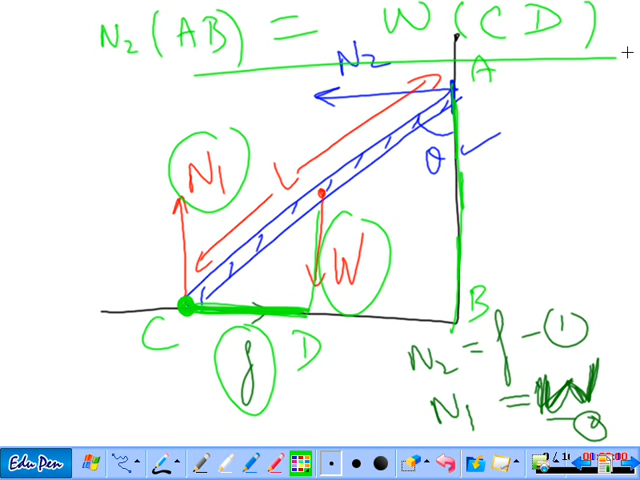 N2 (AB) = W (CD)
N2
A
N1
L
θ
W
C
f
D
B
N2 = f - 1
N1 = W - 2
Edu Pen